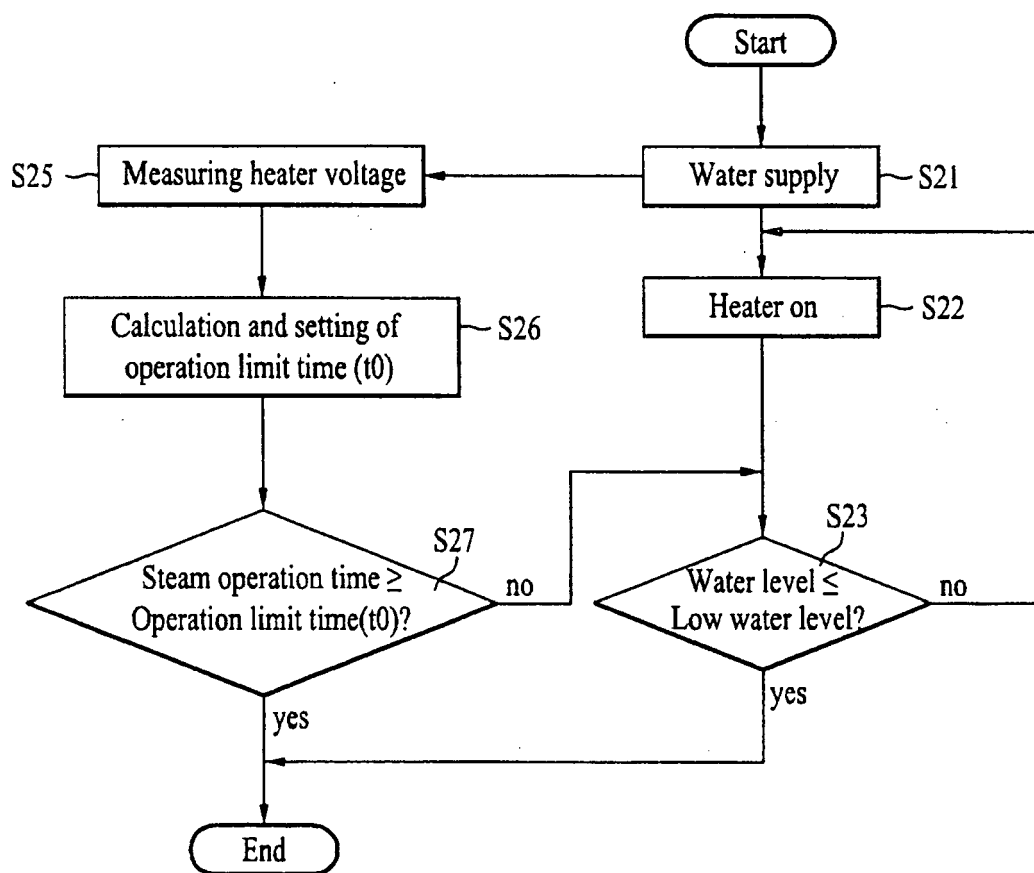 Start
S25
Measuring heater voltage
Water supply
S21
Heater on
S22
Calculation and setting of
operation limit time (t0)
S26
S27
Steam operation time ≥
Operation limit time(t0)?
no
S23
Water level ≤
Low water level?
no
yes
yes
End